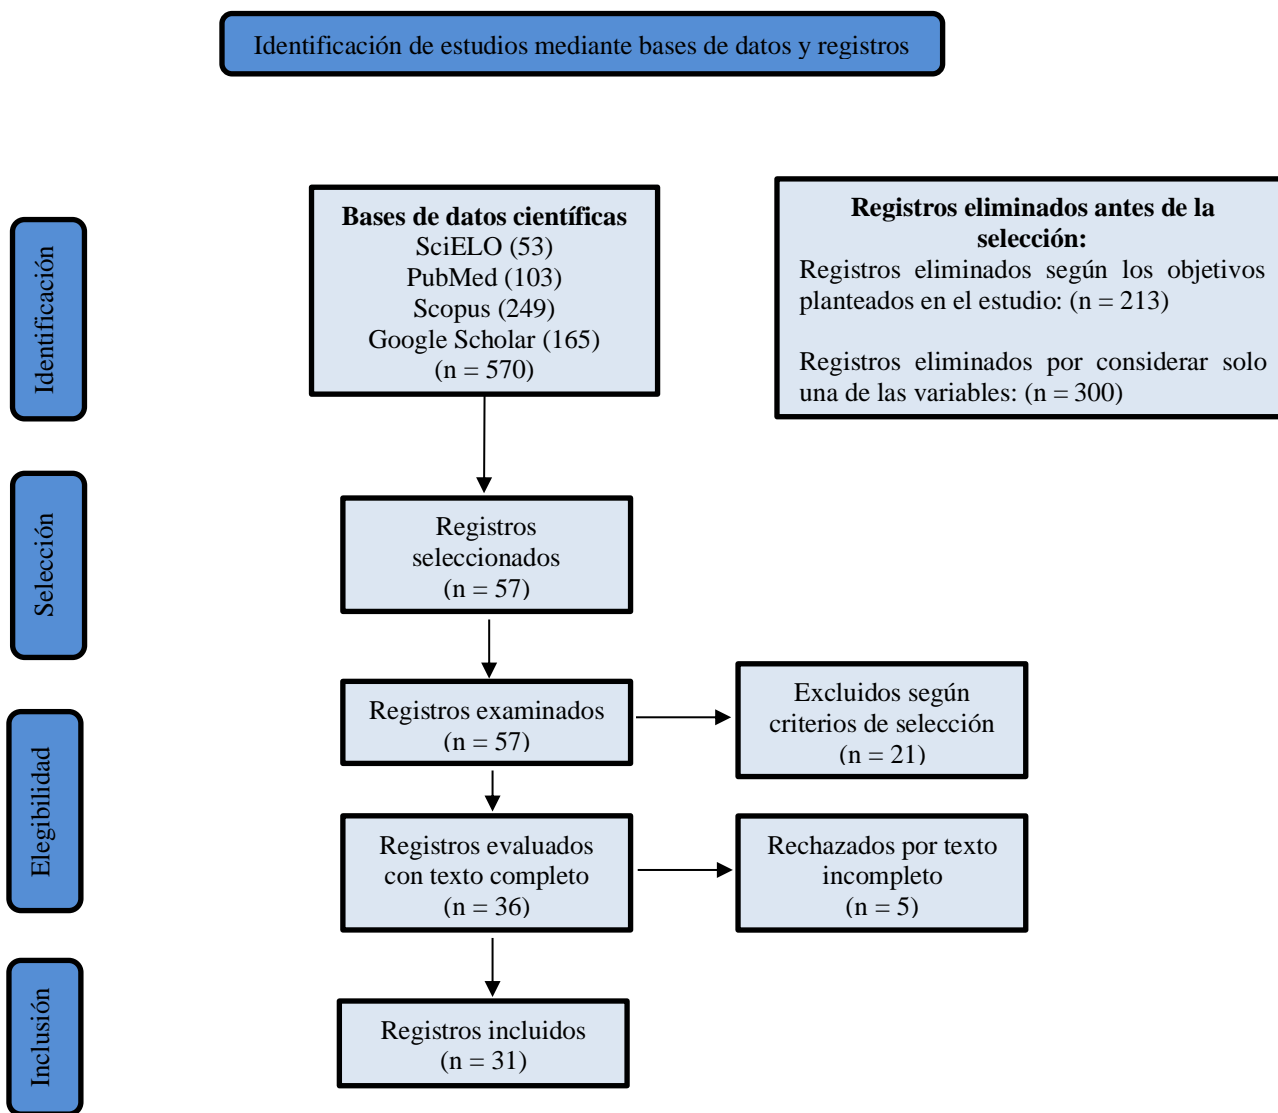 Identificación de estudios mediante bases de datos y registros
Identificación
Bases de datos científicas
SciELO (53)
PubMed (103)
Scopus (249)
Google Scholar (165)
(n = 570)
Registros eliminados antes de la
selección:
Registros eliminados según los objetivos
planteados en el estudio: (n = 213)
Registros eliminados por considerar solo
una de las variables: (n = 300)
Selección
Registros
seleccionados
(n = 57)
Elegibilidad
Registros examinados
(n = 57)
Excluidos según
criterios de selección
(n = 21)
Registros evaluados
con texto completo
(n = 36)
Rechazados por texto
incompleto
(n = 5)
Inclusión
Registros incluidos
(n = 31)